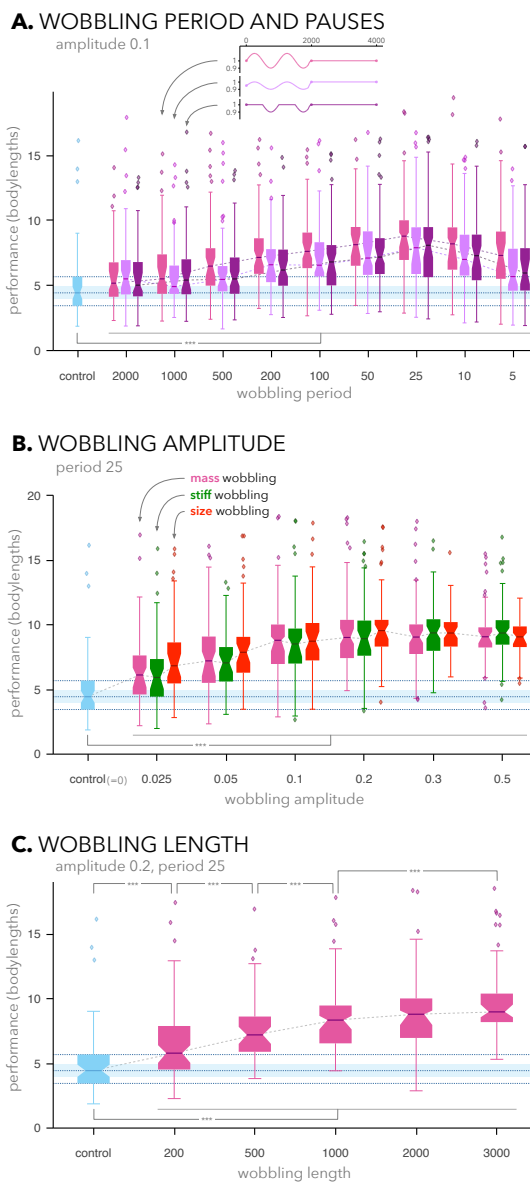 A. WOBBLING PERIOD AND PAUSES
amplitude 0.1
0 2000 4000
1
0.9
1
0.9
1
0.9
performance (bodylengths)
15
10
5
0
***
control 2000 1000 500 200 100 50 25 10 5
wobbling period
B. WOBBLING AMPLITUDE
period 25
mass wobbling
stiff wobbling
size wobbling
performance (bodylengths)
20
15
10
5
0
***
control(=0) 0.025 0.05 0.1 0.2 0.3 0.5
wobbling amplitude
C. WOBBLING LENGTH
amplitude 0.2, period 25
*** *** *** ***
performance (bodylengths)
15
10
5
0
***
control 200 500 1000 2000 3000
wobbling length